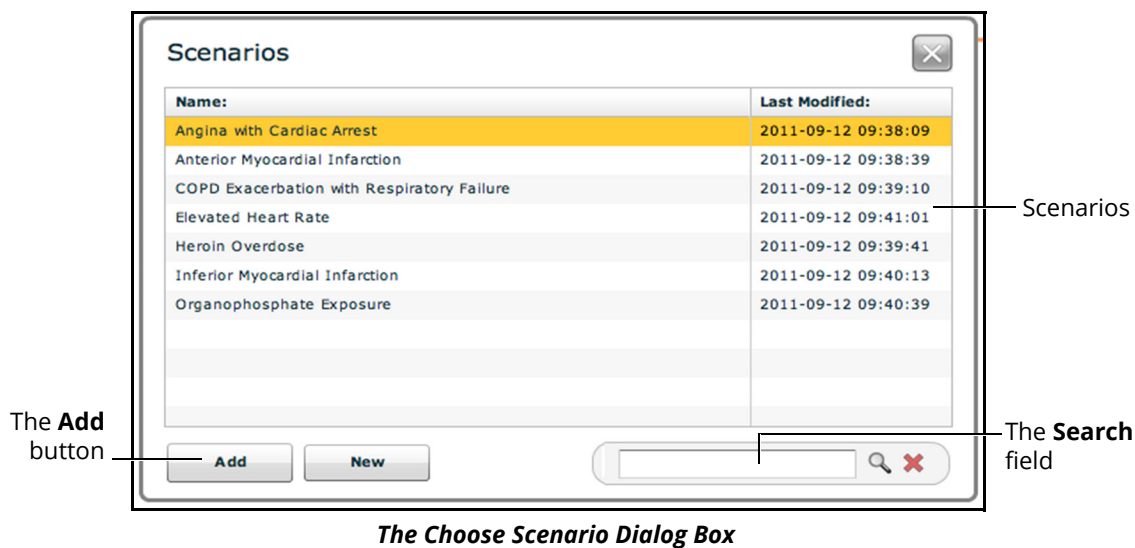 Scenarios
Name: Last Modified:
Angina with Cardiac Arrest 2011-09-12 09:38:09
Anterior Myocardial Infarction 2011-09-12 09:38:39
COPD Exacerbation with Respiratory Failure 2011-09-12 09:39:10
Elevated Heart Rate 2011-09-12 09:41:01
Heroin Overdose 2011-09-12 09:39:41
Inferior Myocardial Infarction 2011-09-12 09:40:13
Organophosphate Exposure 2011-09-12 09:40:39
Scenarios
The Add
button
Add New
The Search
field
The Choose Scenario Dialog Box